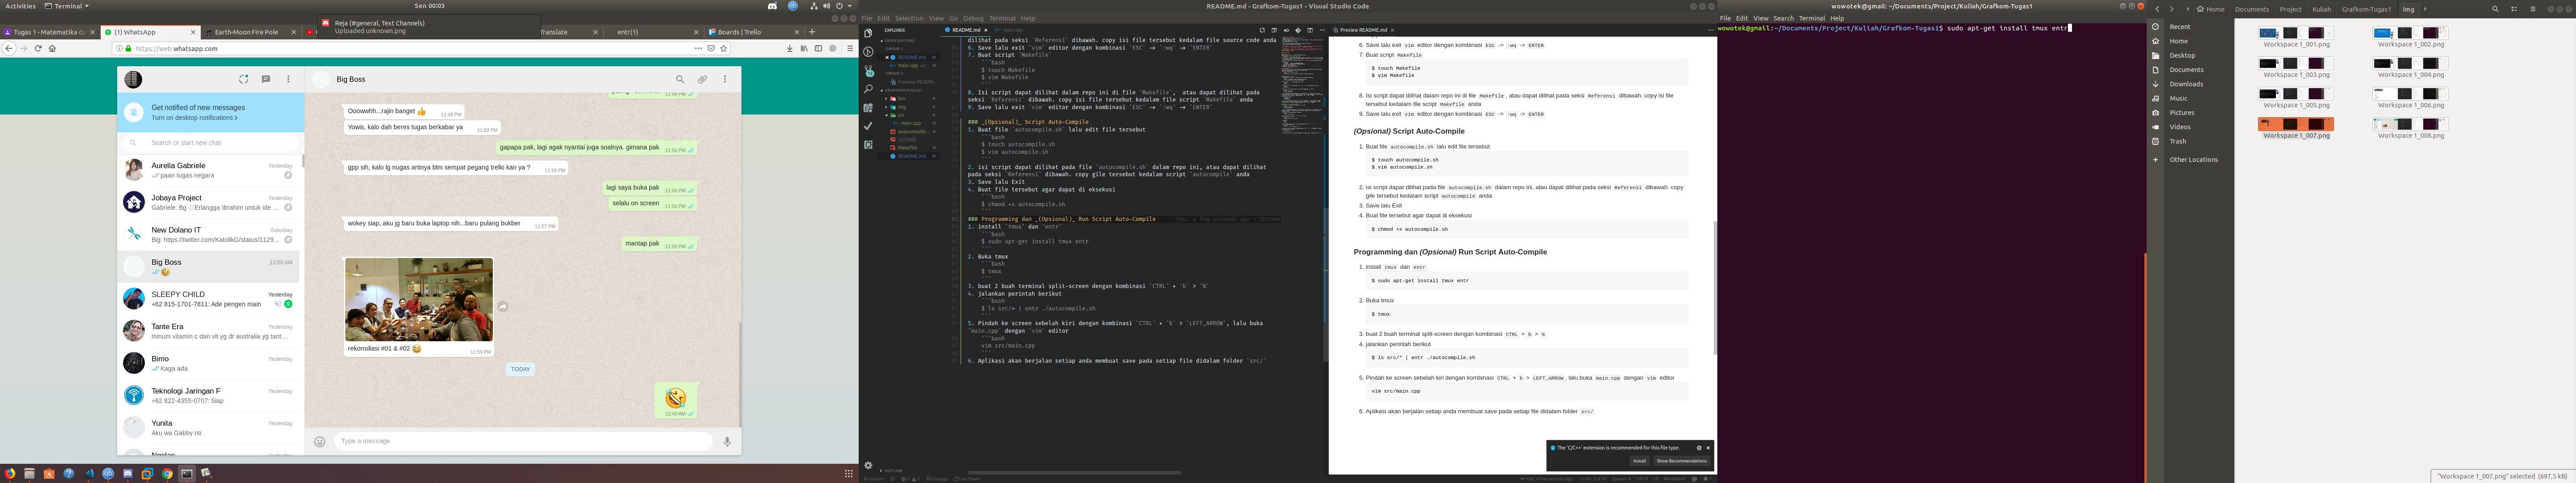 Activities
Terminal
Sen 00:03
Reja (#general, Text Channels)
Uploaded unknown.png
Tugas 1 - Matematika d
(1) WhatsApp
Earth-Moon Fire Pole
Translate
entr(1)
Boards | Trello
https://web.whatsapp.com
Get notified of new messages
Turn on desktop notifications >
Search or start new chat
Aurelia Gabriele
Yesterday
paan tugas negara
Jobaya Project
Yesterday
Gabriele: Bg @Erlangga Ibrahim untuk ide ...
New Dolano IT
Saturday
Big: https://twitter.com/KatolikG/status/1129...
Big Boss
12:00 AM
SLEEPY CHILD
Yesterday
+62 815-1701-7811: Ade pengen main
Tante Era
Yesterday
minum vitamin c dan vit yg dr australia yg tant...
Bimo
Yesterday
Kaga ada
Teknologi Jaringan F
Yesterday
+62 822-4355-0707: Siap
Yunita
Yesterday
Aku wa Gabby nti
Yesterday
Big Boss
Oooowhh...rajin banget 👍
11:49 PM
Yowis, kalo dah beres tugas berkabar ya
11:50 PM
gapapa pak, lagi agak nyantai juga soalnya. gimana pak
11:56 PM
gpp sih, kalo lg nugas artinya blm sempat pegang trello kan ya ?
11:56 PM
lagi saya buka pak
11:56 PM
selalu on screen
11:56 PM
wokey siap, aku jg baru buka laptop nih...baru pulang bukber
11:57 PM
mantap pak
11:58 PM
rekonsiliasi #01 & #02 😂
11:59 PM
TODAY
🤣
12:00 AM
Type a message
README.md - Grafkom-Tugas1 - Visual Studio Code
File Edit Selection View Go Debug Terminal Help
EXPLORER
OPEN EDITORS
GROUP 1
README.md
main.cpp
GROUP 2
Preview README...
GRAFKOM-TUGAS1
bin
img
src
main.cpp
autocompile...
LICENSE
Makefile
README.md
OUTLINE
README.md
main.cpp
dilihat pada seksi `Referensi` dibawah. copy isi file tersebut kedalam file source code anda
6. Save lalu exit `vim` editor dengan kombinasi `ESC` -> `:wq` -> `ENTER`
7. Buat script `Makefile`
```bash
$ touch Makefile
$ vim Makefile
```
8. Isi script dapat dilihat dalam repo ini di file `Makefile`, atau dapat dilihat pada
seksi `Referensi` dibawah. copy isi file tersebut kedalam file script `Makefile` anda
9. Save lalu exit `vim` editor dengan kombinasi `ESC` -> `:wq` -> `ENTER`
### _(Opsional)_ Script Auto-Compile
1. Buat file `autocompile.sh` lalu edit file tersebut
```bash
$ touch autocompile.sh
$ vim autocompile.sh
```
2. isi script dapat dilihat pada file `autocompile.sh` dalam repo ini, atau dapat dilihat
pada seksi `Referensi` dibawah. copy gile tersebut kedalam script `autocompile` anda
3. Save lalu Exit
4. Buat file tersebut agar dapat di eksekusi
```bash
$ chmod +x autocompile.sh
```
### Programming dan _(Opsional)_ Run Script Auto-Compile
1. install `tmux` dan `entr`
```bash
$ sudo apt-get install tmux entr
```
2. Buka tmux
```bash
$ tmux
```
3. buat 2 buah terminal split-screen dengan kombinasi `CTRL` + `b` > `%`
4. jalankan perintah berikut
```bash
$ ls src/* | entr ./autocompile.sh
```
5. Pindah ke screen sebelah kiri dengan kombinasi `CTRL` + `b` > `LEFT_ARROW`, lalu buka
`main.cpp` dengan `vim` editor
```bash
vim src/main.cpp
```
6. Aplikasi akan berjalan setiap anda membuat save pada setiap file didalam folder `src/`
Preview README.md
6. Save lalu exit vim editor dengan kombinasi ESC -> :wq -> ENTER
7. Buat script Makefile
$ touch Makefile
$ vim Makefile
8. Isi script dapat dilihat dalam repo ini di file Makefile, atau dapat dilihat pada seksi Referensi dibawah. copy isi file
tersebut kedalam file script Makefile anda
9. Save lalu exit vim editor dengan kombinasi ESC -> :wq -> ENTER
(Opsional) Script Auto-Compile
1. Buat file autocompile.sh lalu edit file tersebut
$ touch autocompile.sh
$ vim autocompile.sh
2. isi script dapat dilihat pada file autocompile.sh dalam repo ini, atau dapat dilihat pada seksi Referensi dibawah. copy
gile tersebut kedalam script autocompile anda
3. Save lalu Exit
4. Buat file tersebut agar dapat di eksekusi
$ chmod +x autocompile.sh
Programming dan (Opsional) Run Script Auto-Compile
1. install tmux dan entr
$ sudo apt-get install tmux entr
2. Buka tmux
$ tmux
3. buat 2 buah terminal split-screen dengan kombinasi CTRL + b > %
4. jalankan perintah berikut
$ ls src/* | entr ./autocompile.sh
5. Pindah ke screen sebelah kiri dengan kombinasi CTRL + b > LEFT_ARROW, lalu buka main.cpp dengan vim editor
vim src/main.cpp
6. Aplikasi akan berjalan setiap anda membuat save pada setiap file didalam folder src/
The 'C/C++' extension is recommended for this file type.
Install
Show Recommendations
wowotek@gmail: ~/Documents/Project/Kuliah/Grafkom-Tugas1
File Edit View Search Terminal Help
wowotek@gmail:~/Documents/Project/Kuliah/Grafkom-Tugas1$ sudo apt-get install tmux entr
Home
Documents
Project
Kuliah
Grafkom-Tugas1
img
Recent
Home
Desktop
Documents
Downloads
Music
Pictures
Videos
Trash
Other Locations
Workspace 1_001.png
Workspace 1_002.png
Workspace 1_003.png
Workspace 1_004.png
Workspace 1_005.png
Workspace 1_006.png
Workspace 1_007.png
Workspace 1_008.png
"Workspace 1_007.png" selected (697,5 kB)